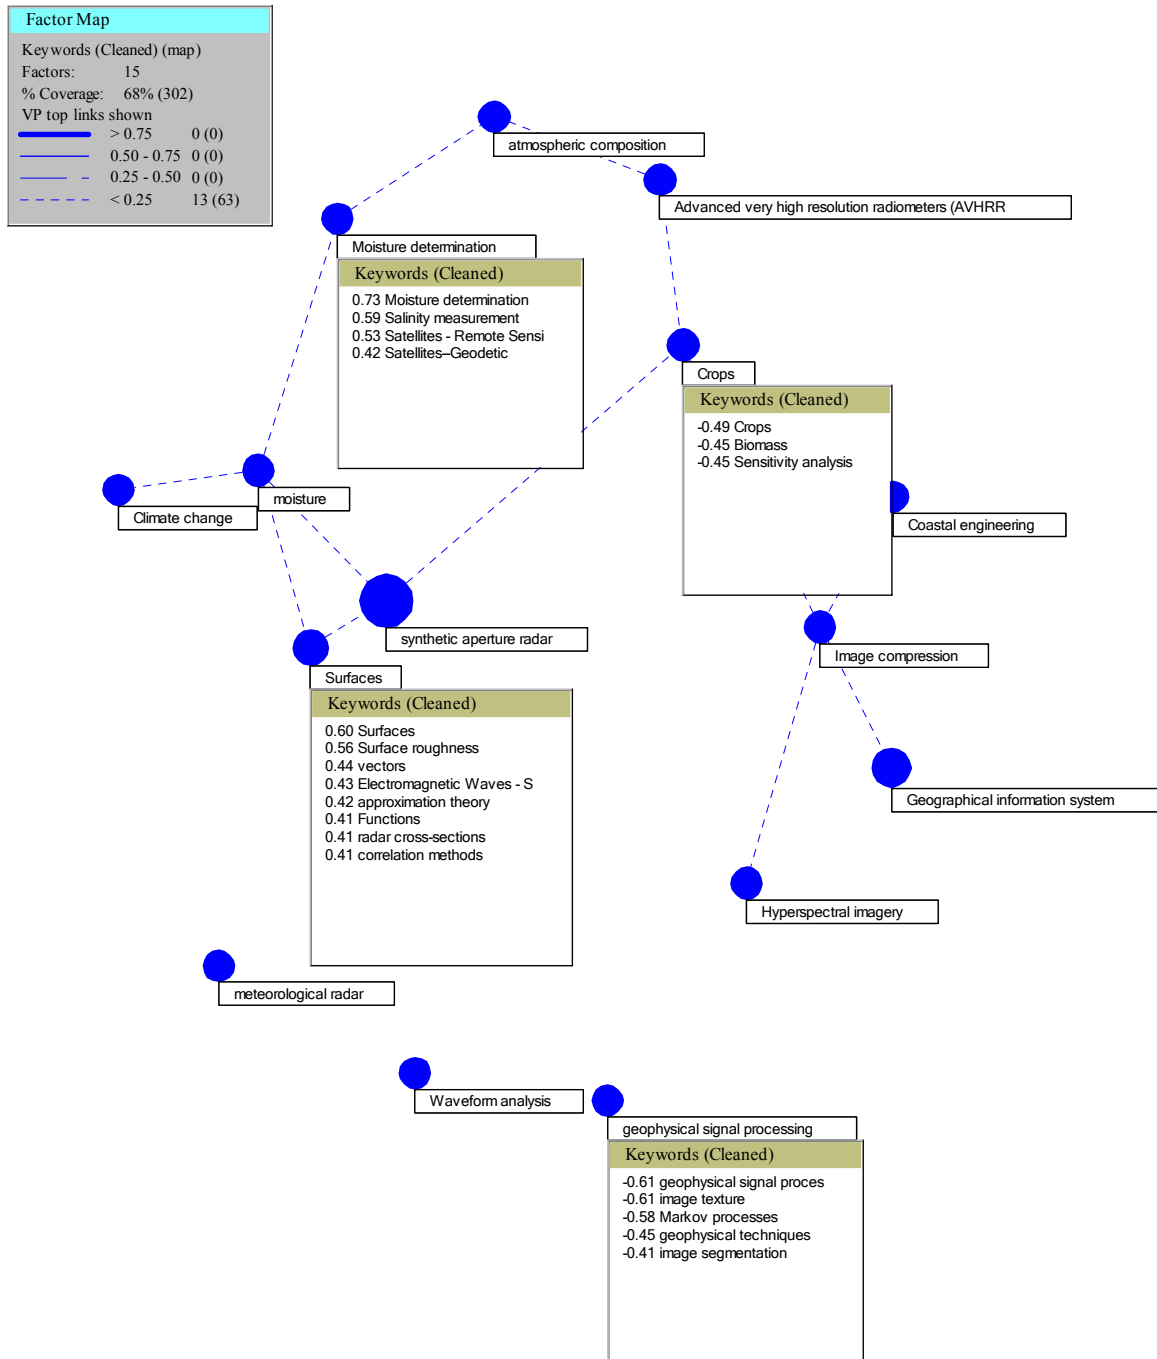 Factor Map
Keywords (Cleaned) (map)
Factors: 15
% Coverage: 68% (302)
VP top links shown
> 0.75 0 (0)
0.50 - 0.75 0 (0)
0.25 - 0.50 0 (0)
< 0.25 13 (63)
atmospheric composition
Advanced very high resolution radiometers (AVHRR
Moisture determination
Keywords (Cleaned)
0.73 Moisture determination
0.59 Salinity measurement
0.53 Satellites - Remote Sensi
0.42 Satellites--Geodetic
Crops
Keywords (Cleaned)
-0.49 Crops
-0.45 Biomass
-0.45 Sensitivity analysis
moisture
Climate change
Coastal engineering
synthetic aperture radar
Image compression
Surfaces
Keywords (Cleaned)
0.60 Surfaces
0.56 Surface roughness
0.44 vectors
0.43 Electromagnetic Waves - S
0.42 approximation theory
0.41 Functions
0.41 radar cross-sections
0.41 correlation methods
Geographical information system
Hyperspectral imagery
meteorological radar
Waveform analysis
geophysical signal processing
Keywords (Cleaned)
-0.61 geophysical signal proces
-0.61 image texture
-0.58 Markov processes
-0.45 geophysical techniques
-0.41 image segmentation